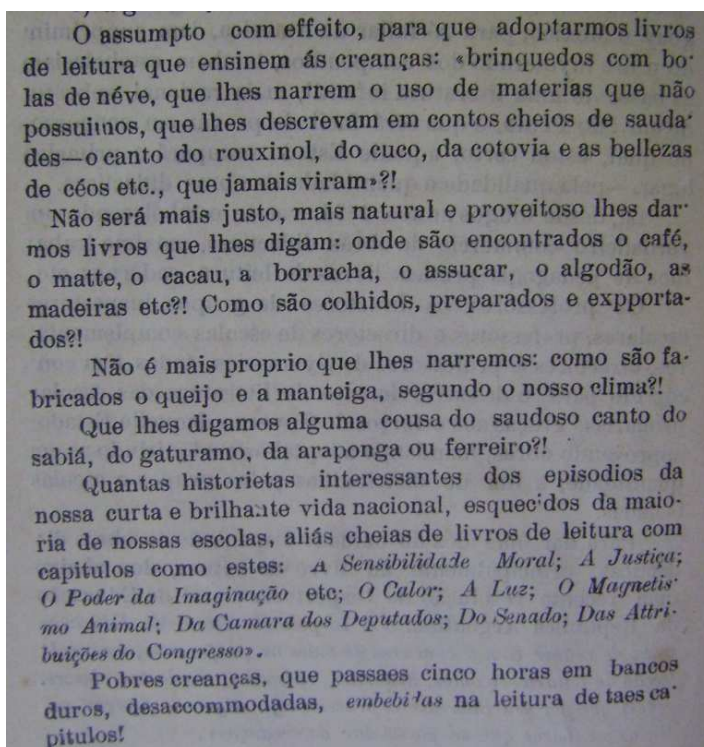 O assumpto com effeito, para que adoptarmos livros
de leitura que ensinem ás creanças: «brinquedos com bo-
las de néve, que lhes narrem o uso de materias que não
possuimos, que lhes descrevam em contos cheios de sauda-
des—o canto do rouxinol, do cuco, da cotovia e as bellezas
de céos etc., que jamais viram»?!
Não será mais justo, mais natural e proveitoso lhes dar-
mos livros que lhes digam: onde são encontrados o café,
o matte, o cacau, a borracha, o assucar, o algodão, as
madeiras etc?! Como são colhidos, preparados e expporta-
dos?!
Não é mais proprio que lhes narremos: como são fa-
bricados o queijo e a manteiga, segundo o nosso clima?!
Que lhes digamos alguma cousa do saudoso canto do
sabiá, do gaturamo, da araponga ou ferreiro?!
Quantas historietas interessantes dos episodios da
nossa curta e brilhante vida nacional, esquecidos da maio-
ria de nossas escolas, aliás cheias de livros de leitura com
capitulos como estes: A Sensibilidade Moral; A Justiça;
O Poder da Imaginação etc; O Calor; A Luz; O Magnetis-
mo Animal; Da Camara dos Deputados; Do Senado; Das Attri-
buições do Congresso».
Pobres creanças, que passaes cinco horas em bancos
duros, desaccommodadas, embebidas na leitura de taes ca-
pitulos!